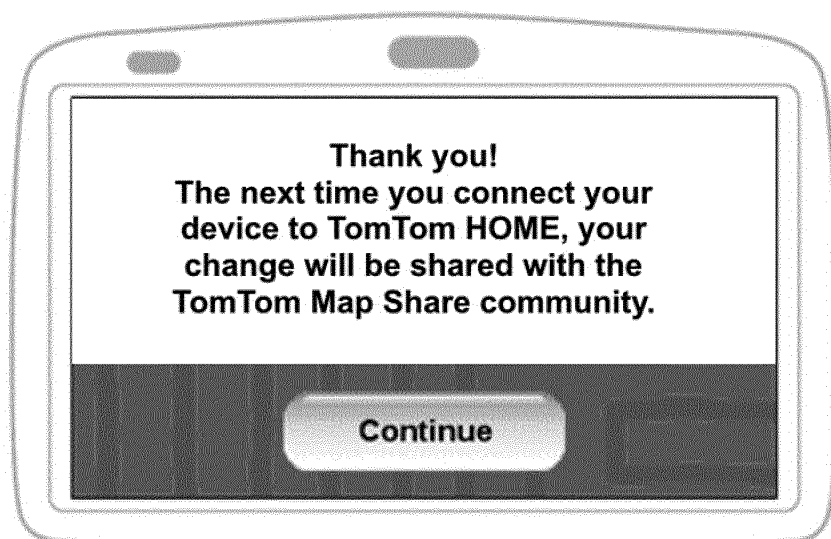 Thank you!
The next time you connect your
device to TomTom HOME, your
change will be shared with the
TomTom Map Share community.
Continue